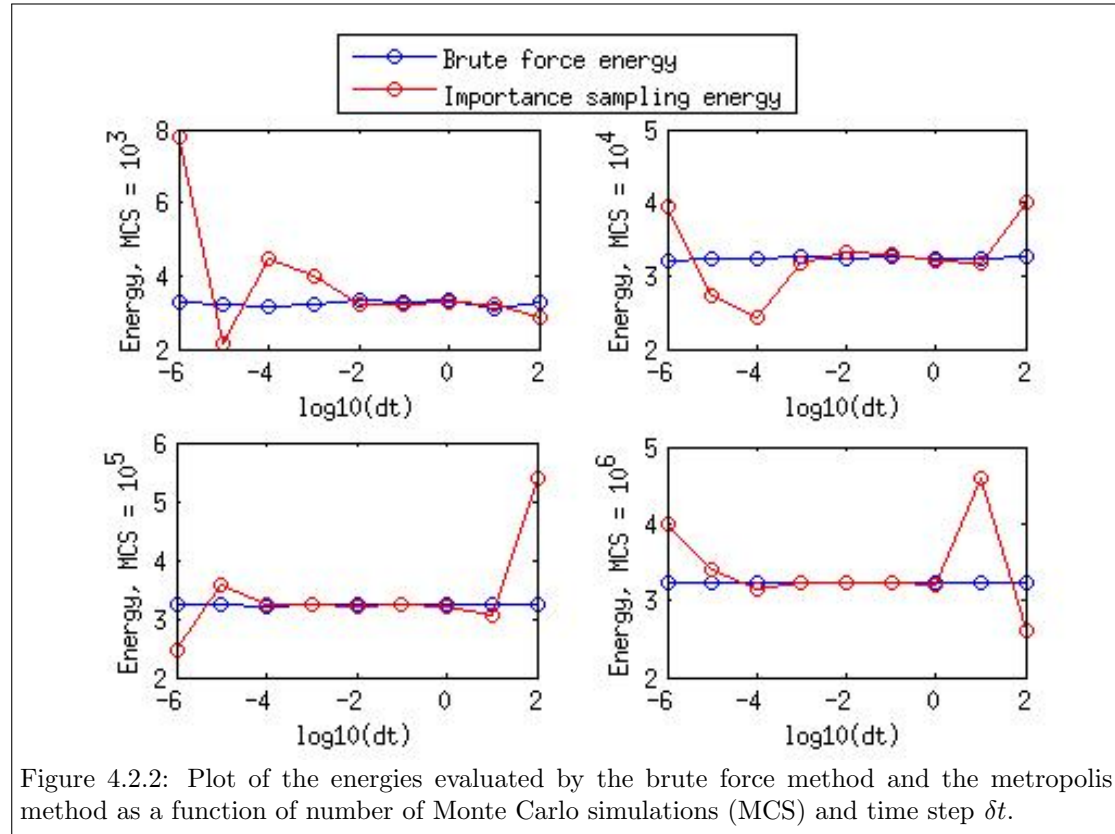 Brute force energy
Importance sampling energy
Energy, MCS = 10^3
8
6
4
2
-6 -4 -2 0 2
log10(dt)
Energy, MCS = 10^4
5
4
3
2
-6 -4 -2 0 2
log10(dt)
Energy, MCS = 10^5
6
5
4
3
2
-6 -4 -2 0 2
log10(dt)
Energy, MCS = 10^6
5
4
3
2
-6 -4 -2 0 2
log10(dt)
Figure 4.2.2: Plot of the energies evaluated by the brute force method and the metropolis
method as a function of number of Monte Carlo simulations (MCS) and time step δt.